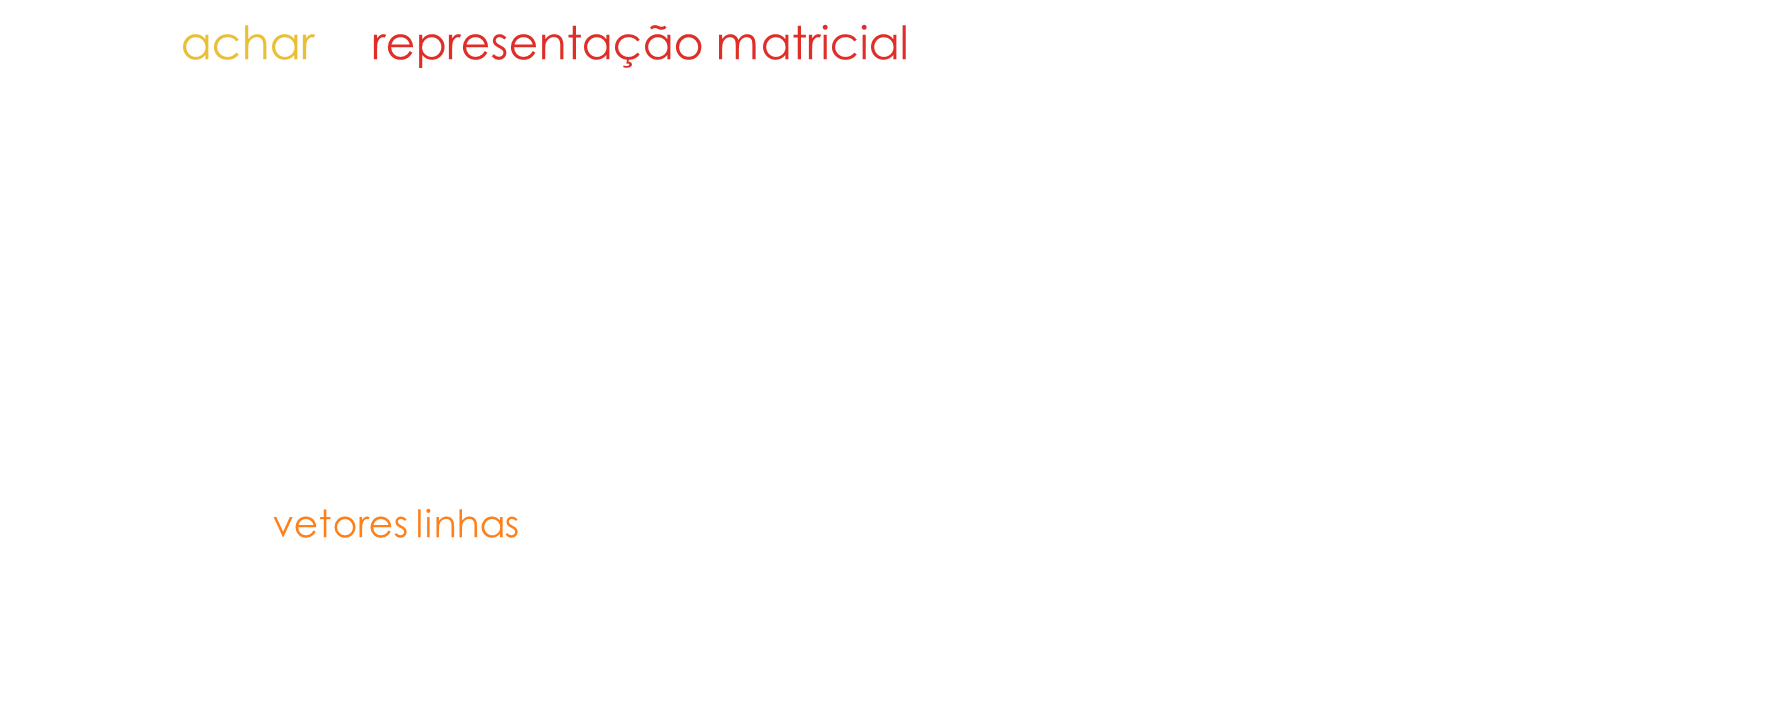 achar representação matricial
vetores linhas